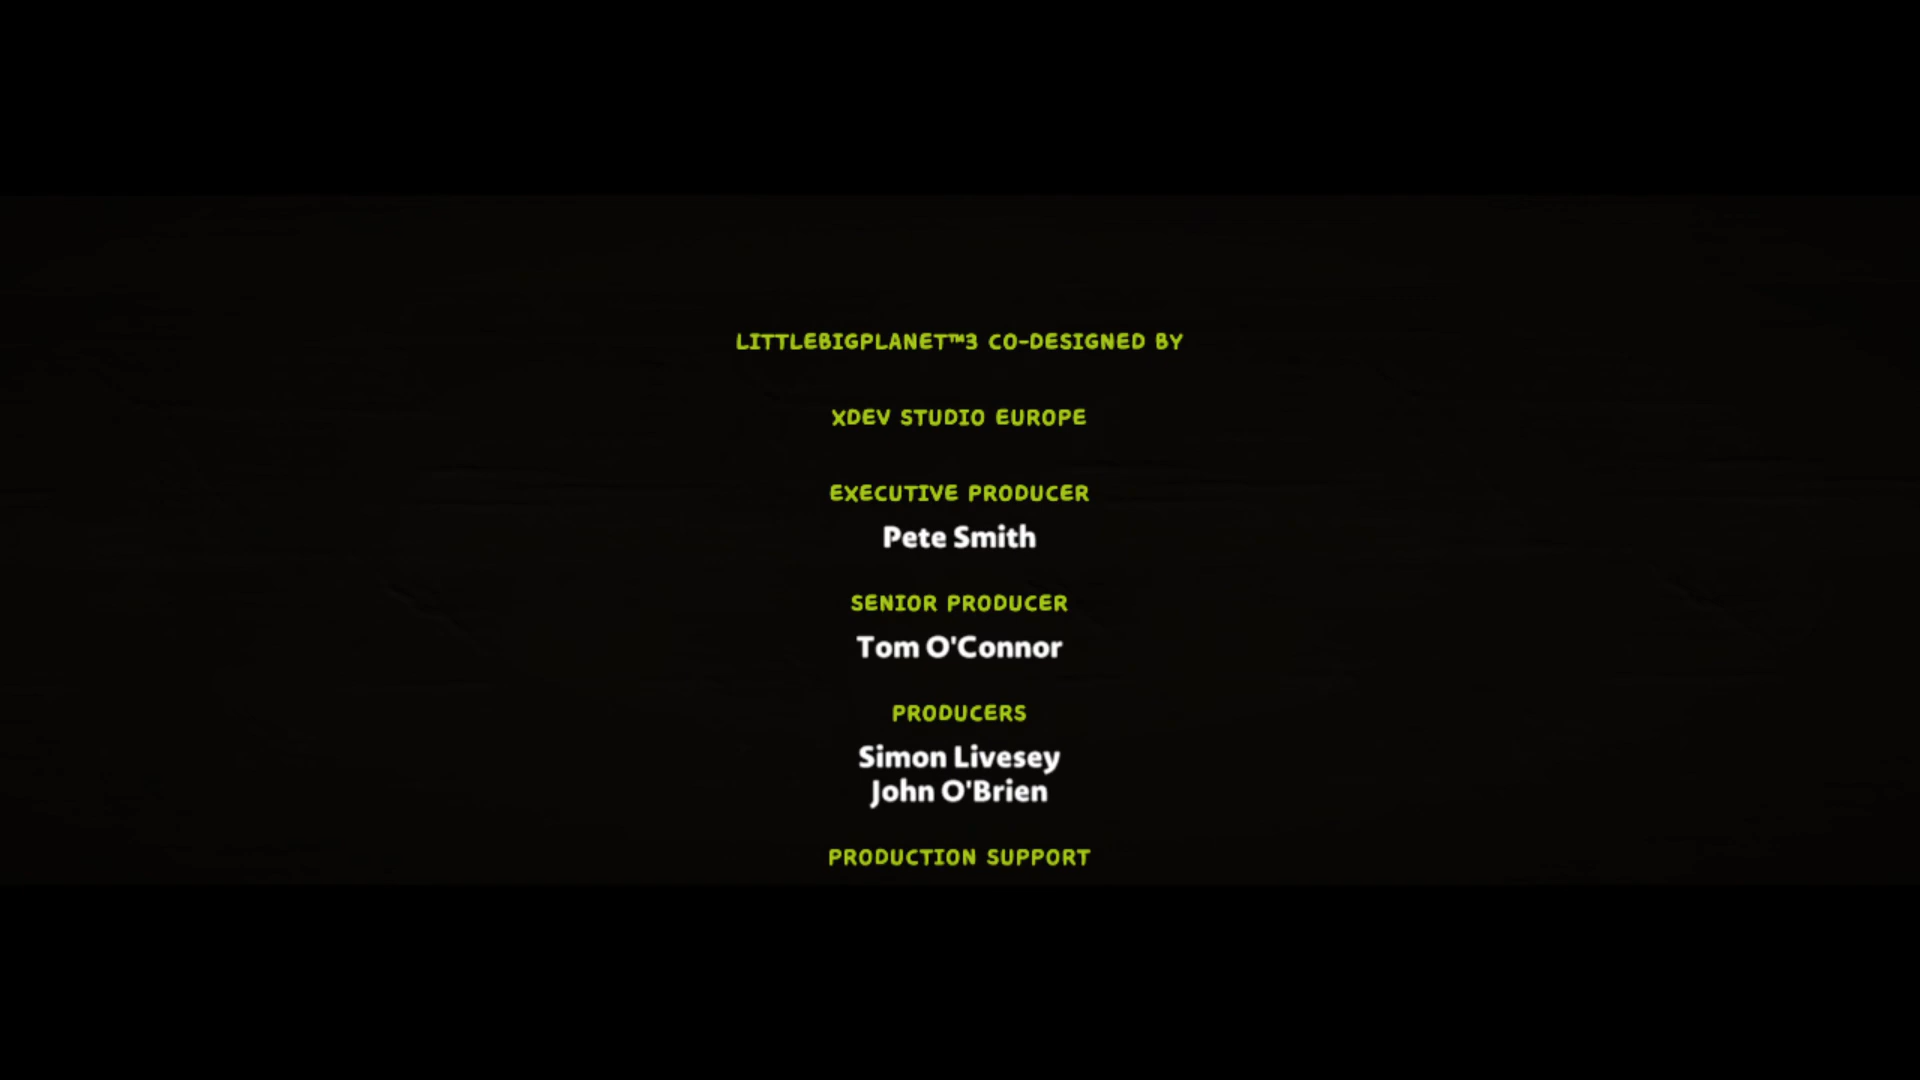 LITTLEBIGPLANET™3 CO-DESIGNED BY
XDEV STUDIO EUROPE
EXECUTIVE PRODUCER
Pete Smith
SENIOR PRODUCER
Tom O'Connor
PRODUCERS
Simon Livesey
John O'Brien
PRODUCTION SUPPORT